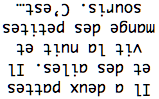 Il a deux pattes
et des ailes. Il
vit la nuit et
mange des petites
souris. C'est...